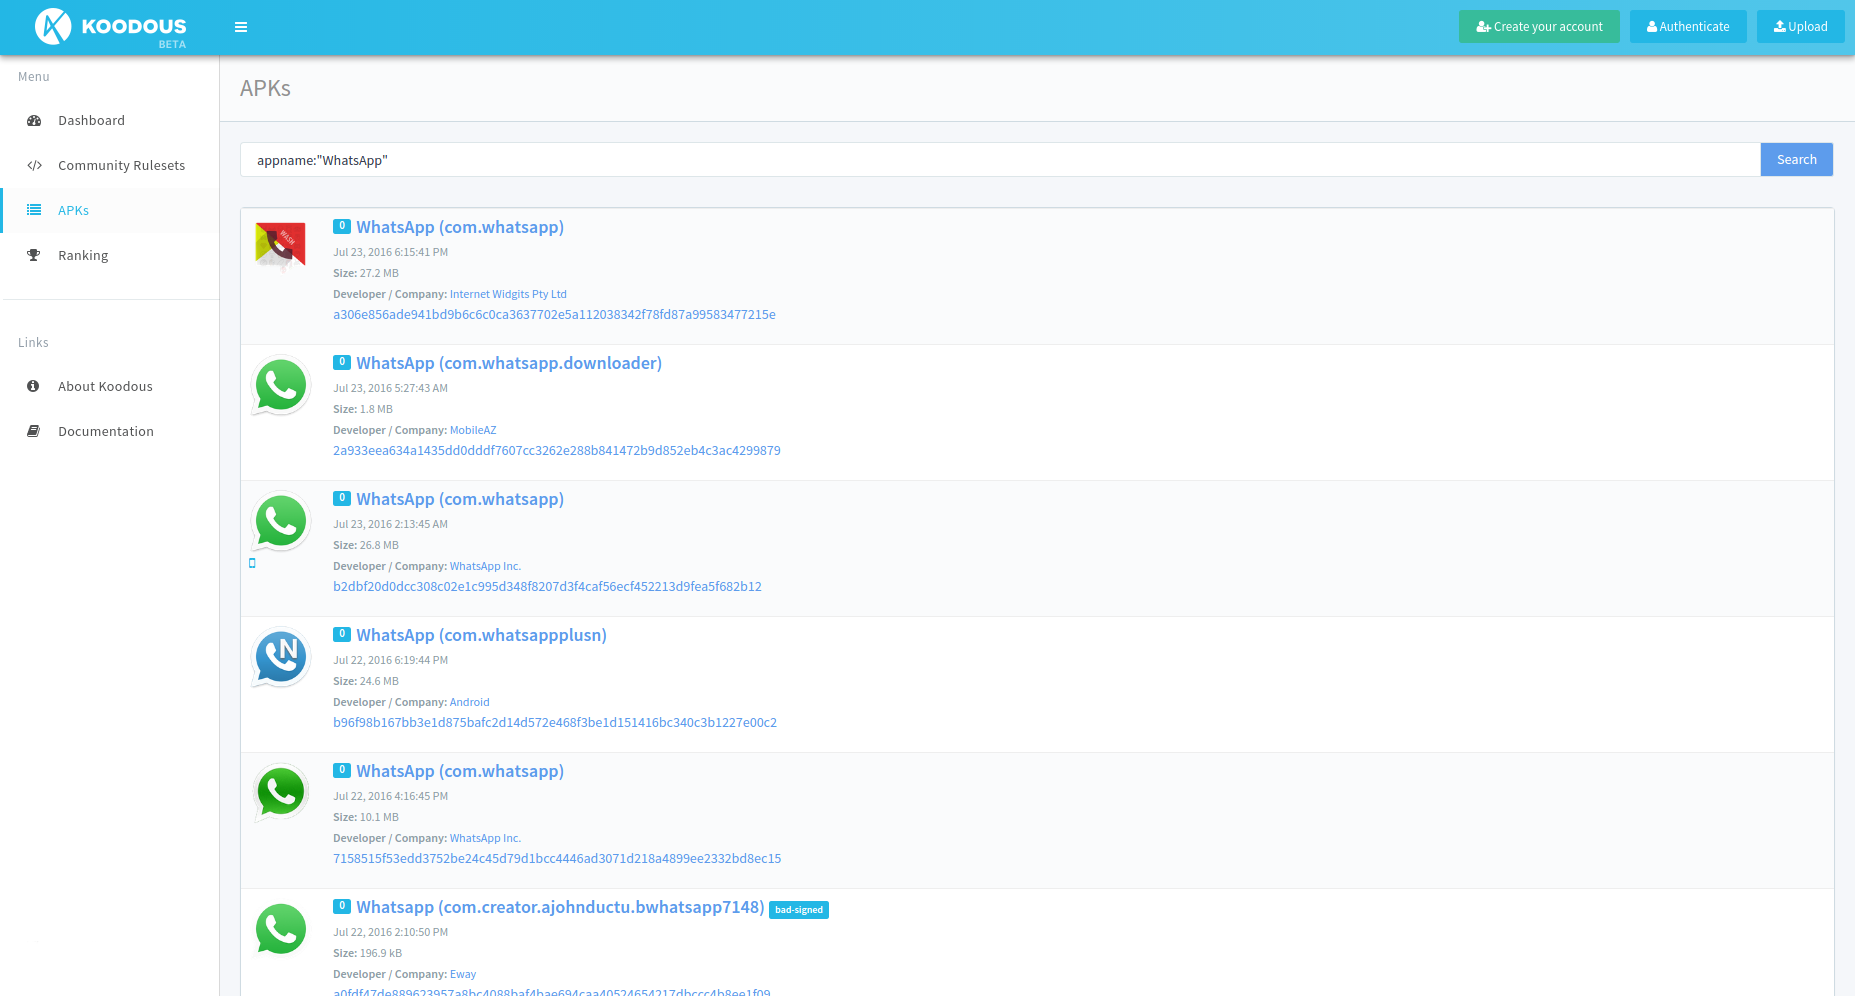 KOODOUS
BETA
Create your account
Authenticate
Upload
Menu
Dashboard
Community Rulesets
APKs
Ranking
Links
About Koodous
Documentation
APKs
appname:"WhatsApp"
Search
0 WhatsApp (com.whatsapp)
Jul 23, 2016 6:15:41 PM
Size: 27.2 MB
Developer / Company: Internet Widgits Pty Ltd
a306e856ade941bd9b6c6c0ca3637702e5a112038342f78fd87a99583477215e
0 WhatsApp (com.whatsapp.downloader)
Jul 23, 2016 5:27:43 AM
Size: 1.8 MB
Developer / Company: MobileAZ
2a933eea634a1435dd0dddf7607cc3262e288b841472b9d852eb4c3ac4299879
0 WhatsApp (com.whatsapp)
Jul 23, 2016 2:13:45 AM
Size: 26.8 MB
Developer / Company: WhatsApp Inc.
b2dbf20d0dcc308c02e1c995d348f8207d3f4caf56ecf452213d9fea5f682b12
N
0 WhatsApp (com.whatsappplusn)
Jul 22, 2016 6:19:44 PM
Size: 24.6 MB
Developer / Company: Android
b96f98b167bb3e1d875bafc2d14d572e468f3be1d151416bc340c3b1227e00c2
0 WhatsApp (com.whatsapp)
Jul 22, 2016 4:16:45 PM
Size: 10.1 MB
Developer / Company: WhatsApp Inc.
7158515f53edd3752be24c45d79d1bcc4446ad3071d218a4899ee2332bd8ec15
0 Whatsapp (com.creator.ajohnductu.bwhatsapp7148) bad-signed
Jul 22, 2016 2:10:50 PM
Size: 196.9 kB
Developer / Company: Eway